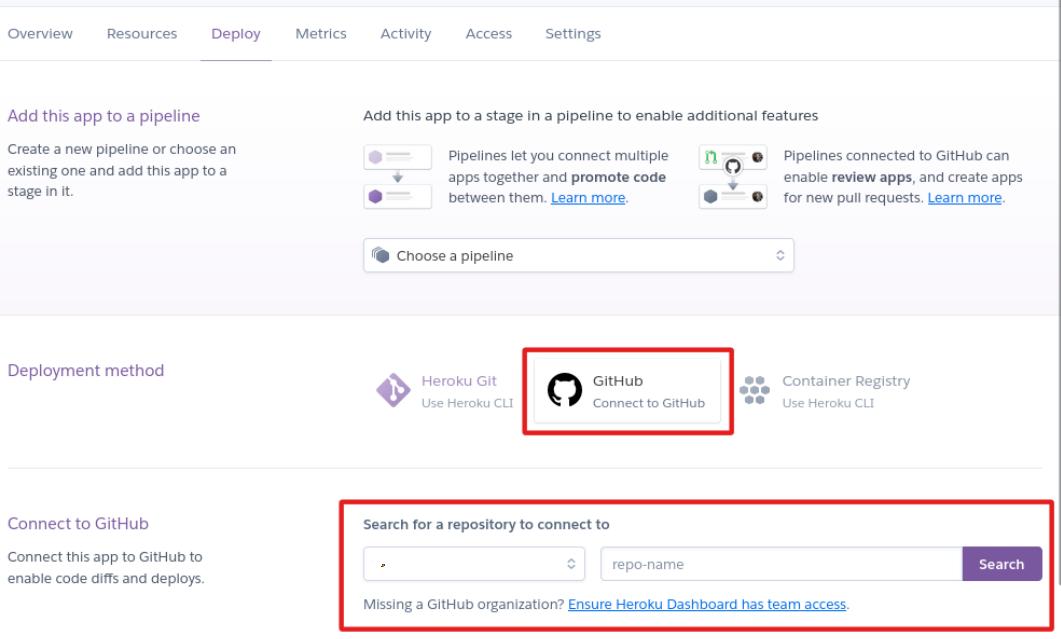 Overview Resources Deploy Metrics Activity Access Settings
Add this app to a pipeline
Create a new pipeline or choose an
existing one and add this app to a
stage in it.
Add this app to a stage in a pipeline to enable additional features
Pipelines let you connect multiple
apps together and promote code
between them. Learn more.
Pipelines connected to GitHub can
enable review apps, and create apps
for new pull requests. Learn more.
Choose a pipeline
Deployment method
Heroku Git
Use Heroku CLI
GitHub
Connect to GitHub
Container Registry
Use Heroku CLI
Connect to GitHub
Connect this app to GitHub to
enable code diffs and deploys.
Search for a repository to connect to
repo-name
Search
Missing a GitHub organization? Ensure Heroku Dashboard has team access.